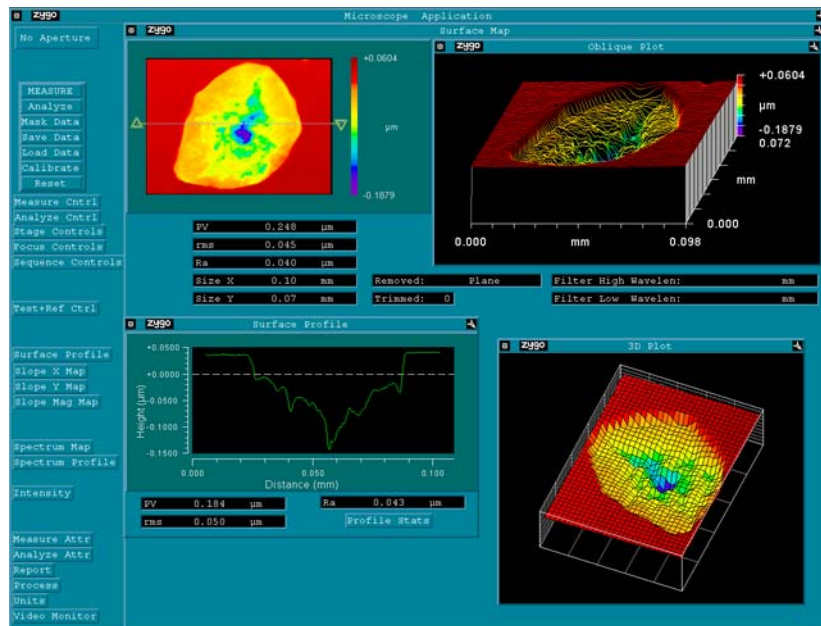 zygo Microscope Application
No Aperture
MEASURE
Analyze
Mask Data
Save Data
Load Data
Calibrate
Reset
Measure Cntrl
Analyze Cntrl
Stage Controls
Focus Controls
Sequence Controls
Test+Ref Ctrl
Surface Profile
Slope X Map
Slope Y Map
Slope Mag Map
Spectrum Map
Spectrum Profile
Intensity
Measure Attr
Analyze Attr
Report
Process
Units
Video Monitor
zygo Surface Map
+0.0604
µm
-0.1879
PV 0.248 µm
rms 0.045 µm
Ra 0.040 µm
Size X 0.10 mm
Size Y 0.07 mm
Removed: Plane
Trimmed: 0
Filter High Wavelen: mm
Filter Low Wavelen: mm
zygo Oblique Plot
+0.0604
µm
-0.1879
0.072
mm
0.000
0.000 mm 0.098
zygo Surface Profile
+0.0500
+0.0000
-0.0500
-0.1000
-0.1500
Height (µm)
0.000 0.050 0.100
Distance (mm)
PV 0.184 µm
rms 0.050 µm
Ra 0.043 µm
Profile Stats
zygo 3D Plot